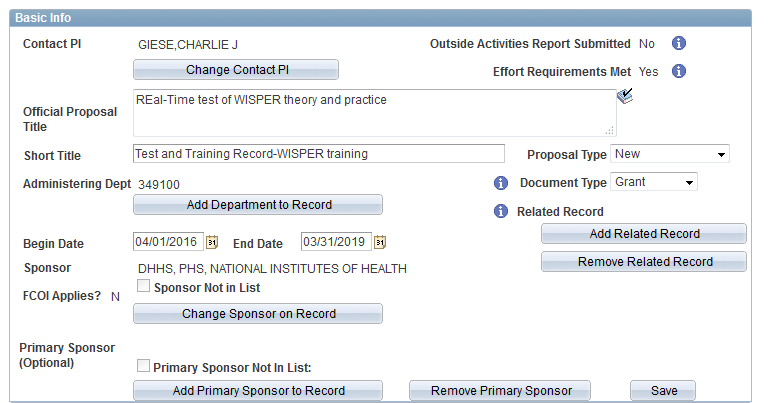 Basic Info
Contact PI GIESE,CHARLIE J Outside Activities Report Submitted No
Change Contact PI Effort Requirements Met Yes
Official Proposal Title REal-Time test of WISPER theory and practice
Short Title Test and Training Record-WISPER training Proposal Type New
Administering Dept 349100 Document Type Grant
Add Department to Record Related Record
Add Related Record
Begin Date 04/01/2016 31 End Date 03/31/2019 31
Remove Related Record
Sponsor DHHS, PHS, NATIONAL INSTITUTES OF HEALTH
Sponsor Not in List
FCOI Applies? N
Change Sponsor on Record
Primary Sponsor
(Optional) Primary Sponsor Not In List:
Add Primary Sponsor to Record Remove Primary Sponsor Save